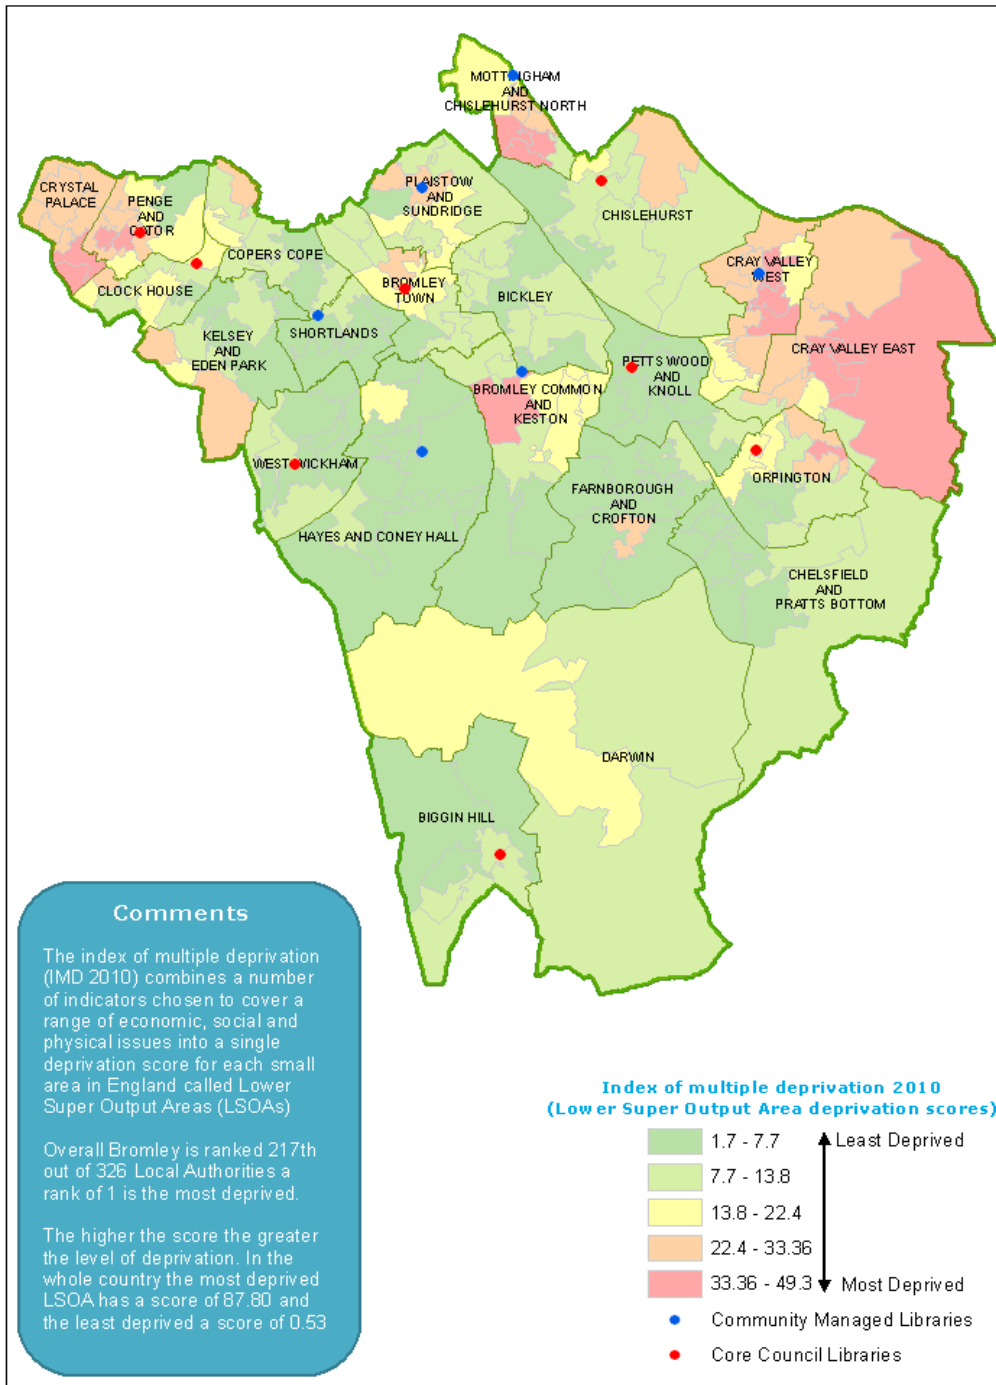 MOTTINGHAM
AND
CHISLEHURST NORTH
CRYSTAL
PALACE
PENGE
AND
CATOR
PLAISTOW
AND
SUNDRIDGE
CHISLEHURST
COPERS COPE
CRAY VALLEY
WEST
CLOCK HOUSE
BROMLEY
TOWN
BICKLEY
KELSEY
AND
EDEN PARK
SHORTLANDS
CRAY VALLEY EAST
PETTS WOOD
AND
KNOLL
BROMLEY COMMON
AND
KESTON
WEST WICKHAM
ORPINGTON
FARNBOROUGH
AND
CROFTON
HAYES AND CONEY HALL
CHELSFIELD
AND
PRATTS BOTTOM
DARWIN
BIGGIN HILL
Comments
The index of multiple deprivation
(IMD 2010) combines a number
of indicators chosen to cover a
range of economic, social and
physical issues into a single
deprivation score for each small
area in England called Lower
Super Output Areas (LSOAs)
Overall Bromley is ranked 217th
out of 326 Local Authorities a
rank of 1 is the most deprived.
The higher the score the greater
the level of deprivation. In the
whole country the most deprived
LSOA has a score of 87.80 and
the least deprived a score of 0.53
Index of multiple deprivation 2010
(Lower Super Output Area deprivation scores)
1.7 - 7.7 Least Deprived
7.7 - 13.8
13.8 - 22.4
22.4 - 33.36
33.36 - 49.3 Most Deprived
Community Managed Libraries
Core Council Libraries